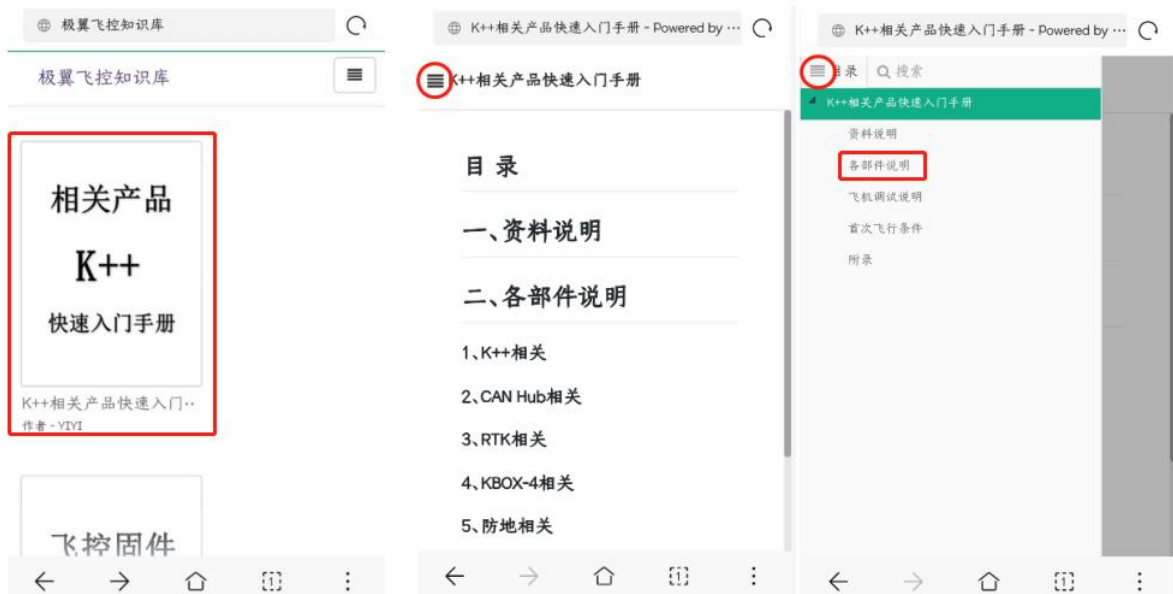 极翼飞控知识库
极翼飞控知识库
相关产品
K++
快速入门手册
K++相关产品快速入门··
作者 - YIYI
飞控固件
1
K++相关产品快速入门手册 - Powered by ···
K++相关产品快速入门手册
目 录
一、资料说明
二、各部件说明
1、K++相关
2、CAN Hub相关
3、RTK相关
4、KBOX-4相关
5、防地相关
1
K++相关产品快速入门手册 - Powered by ···
目录 搜索
K++相关产品快速入门手册
资料说明
各部件说明
飞机调试说明
首次飞行条件
附录
1